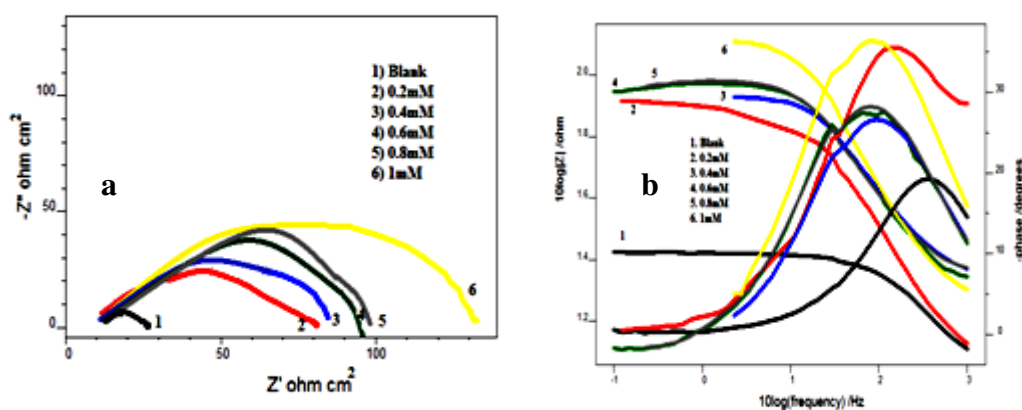 1) Blank
2) 0.2mM
3) 0.4mM
4) 0.6mM
5) 0.8mM
6) 1mM
100
50
0
-Z" ohm cm2
a
1
2
3
4
5
6
0
50
100
Z' ohm cm2
2.0
1.8
1.6
1.4
1.2
10log|Z| /ohm
6
5
4
3
2
1
1. Blank
2. 0.2mM
3. 0.4mM
4. 0.6mM
5. 0.8mM
6. 1mM
b
30
20
10
0
-phase /degrees
-1
0
1
2
3
10log(frequency) /Hz